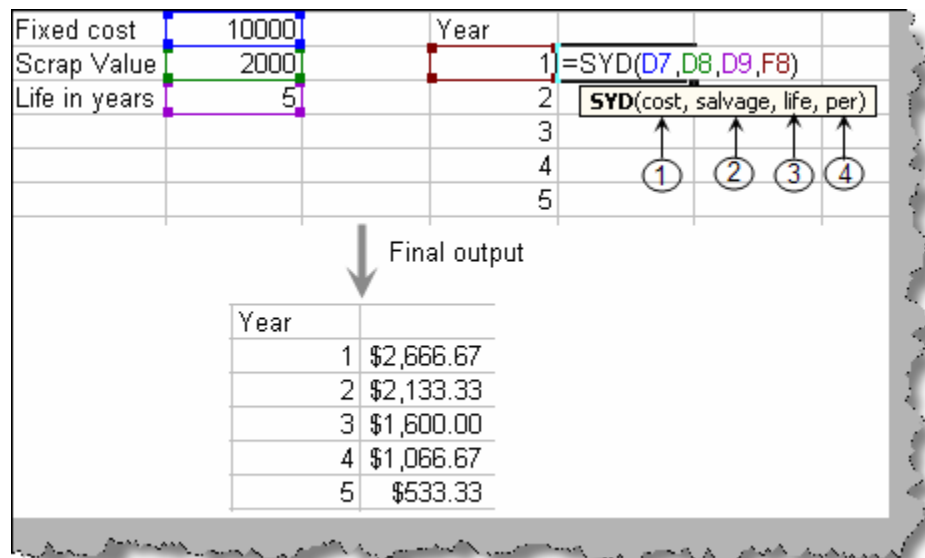 Fixed cost 10000 Year
Scrap Value 2000 1 =SYD(D7,D8,D9,F8)
Life in years 5 2 SYD(cost, salvage, life, per)
3
4 1 2 3 4
5
Final output
Year
1 $2,666.67
2 $2,133.33
3 $1,600.00
4 $1,066.67
5 $533.33